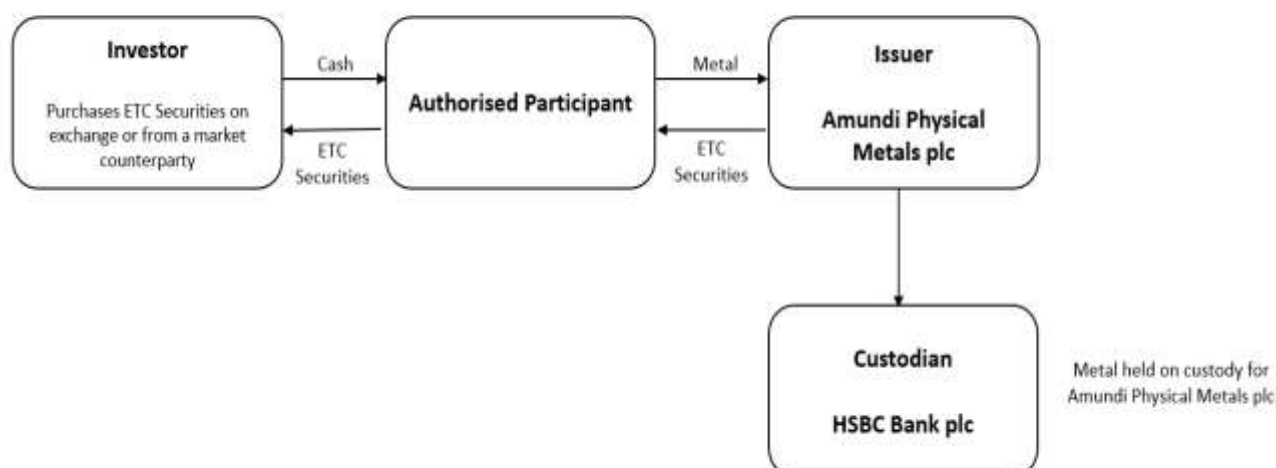 Investor
Purchases ETC Securities on
exchange or from a market
counterparty
Cash
ETC
Securities
Authorised Participant
Metal
ETC
Securities
Issuer
Amundi Physical
Metals plc
Custodian
HSBC Bank plc
Metal held on custody for
Amundi Physical Metals plc